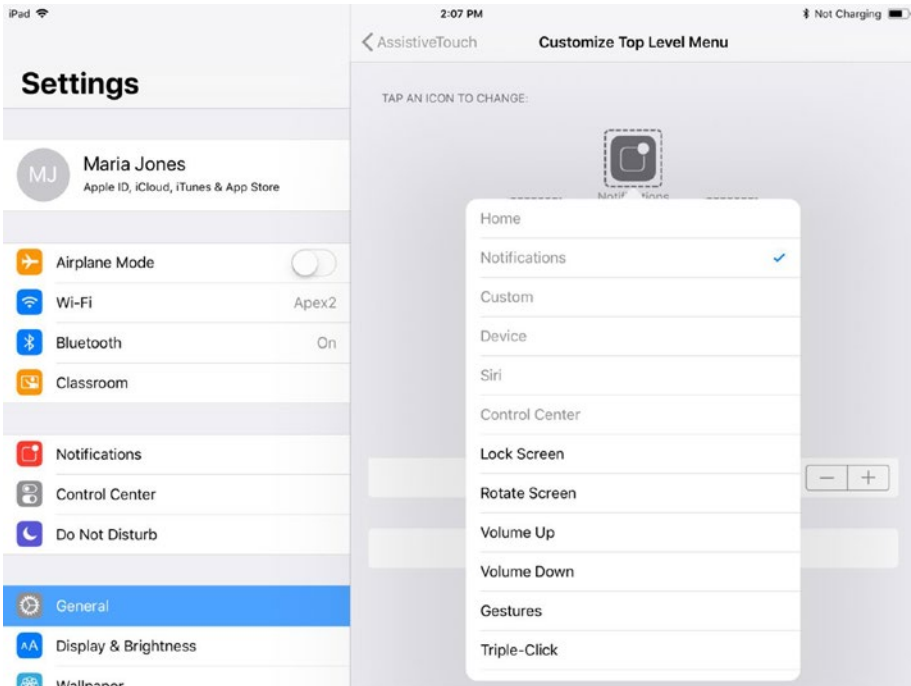 iPad
2:07 PM
Not Charging
Settings
MJ
Maria Jones
Apple ID, iCloud, iTunes & App Store
Airplane Mode
Wi-Fi
Apex2
Bluetooth
On
Classroom
Notifications
Control Center
Do Not Disturb
General
AA
Display & Brightness
Wallpaper
AssistiveTouch
Customize Top Level Menu
TAP AN ICON TO CHANGE:
Notifications
Home
Notifications
Custom
Device
Siri
Control Center
Lock Screen
Rotate Screen
Volume Up
Volume Down
Gestures
Triple-Click